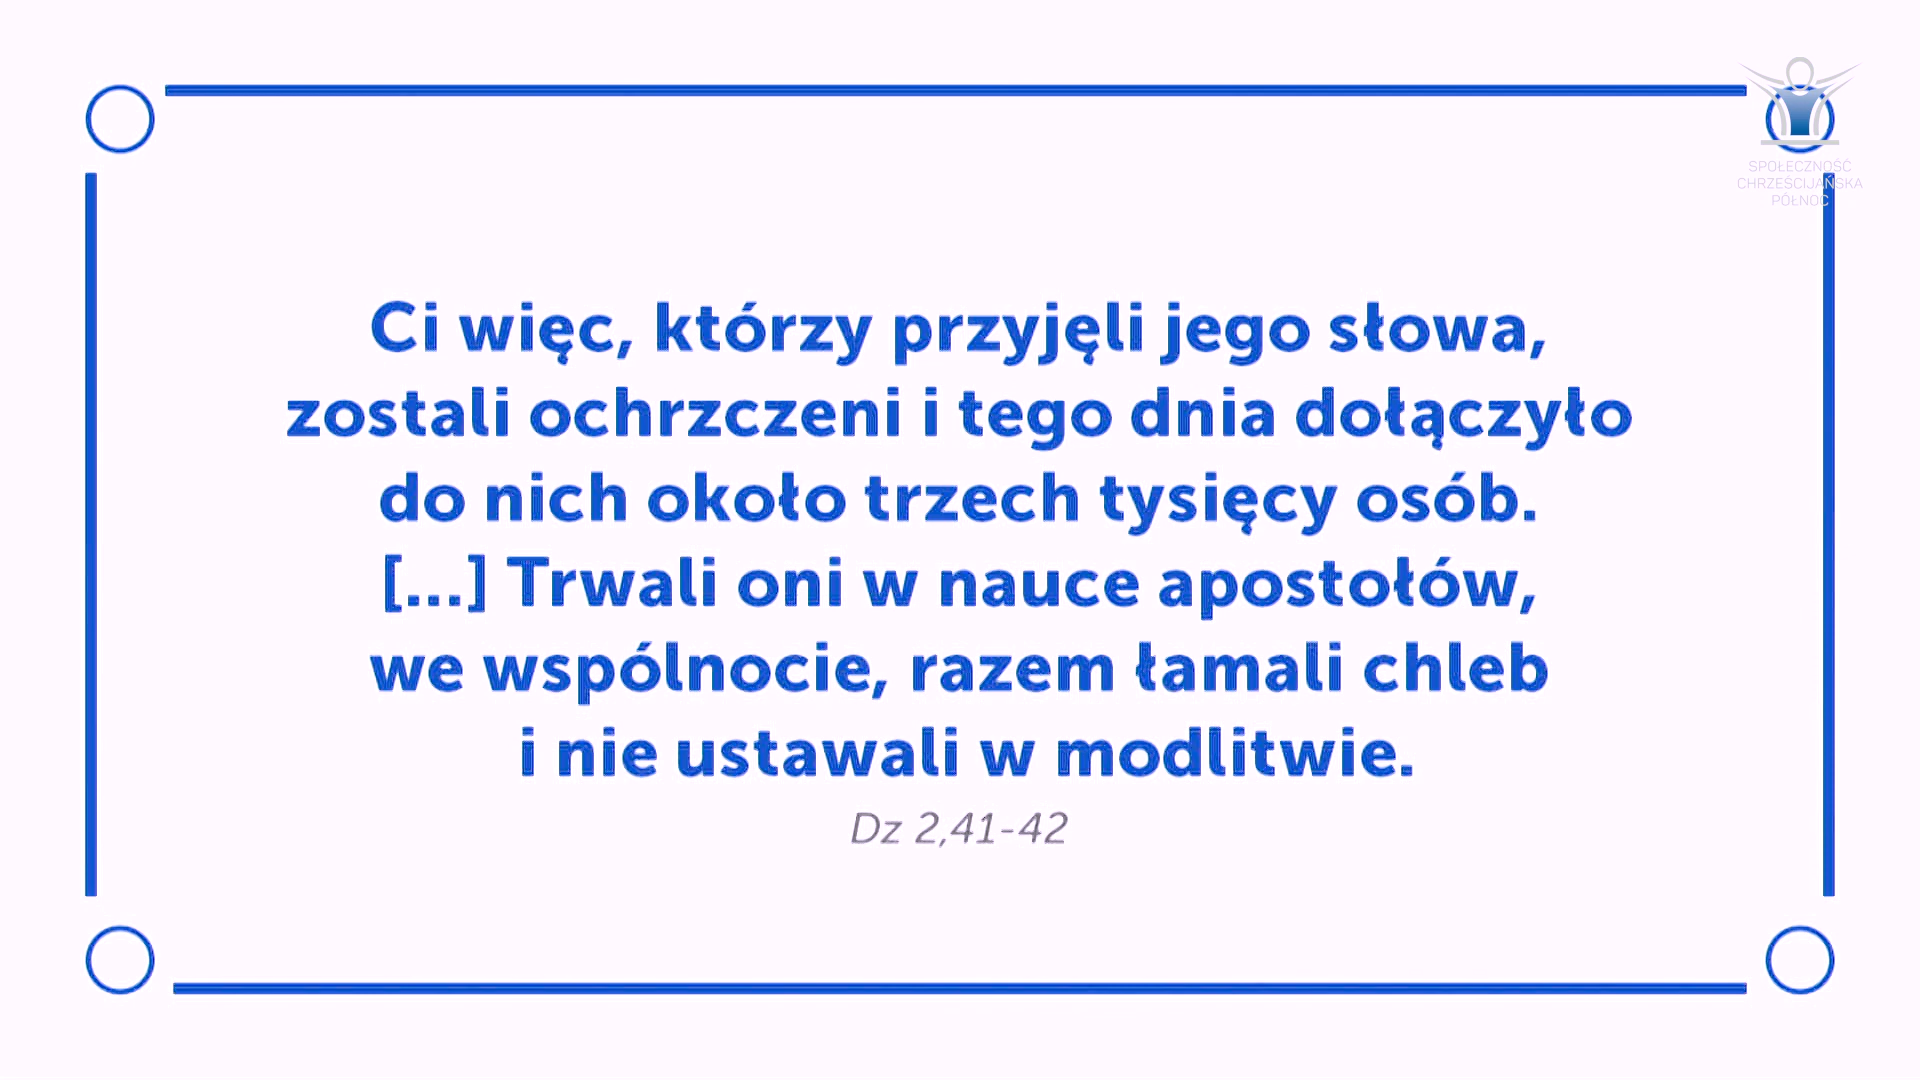 SPOŁECZNOŚĆ
CHRZEŚCIJAŃSKA
PÓŁNOC
Ci więc, którzy przyjęli jego słowa,
zostali ochrzczeni i tego dnia dołączyło
do nich około trzech tysięcy osób.
[...] Trwali oni w nauce apostołów,
we wspólnocie, razem łamali chleb
i nie ustawali w modlitwie.
Dz 2,41-42